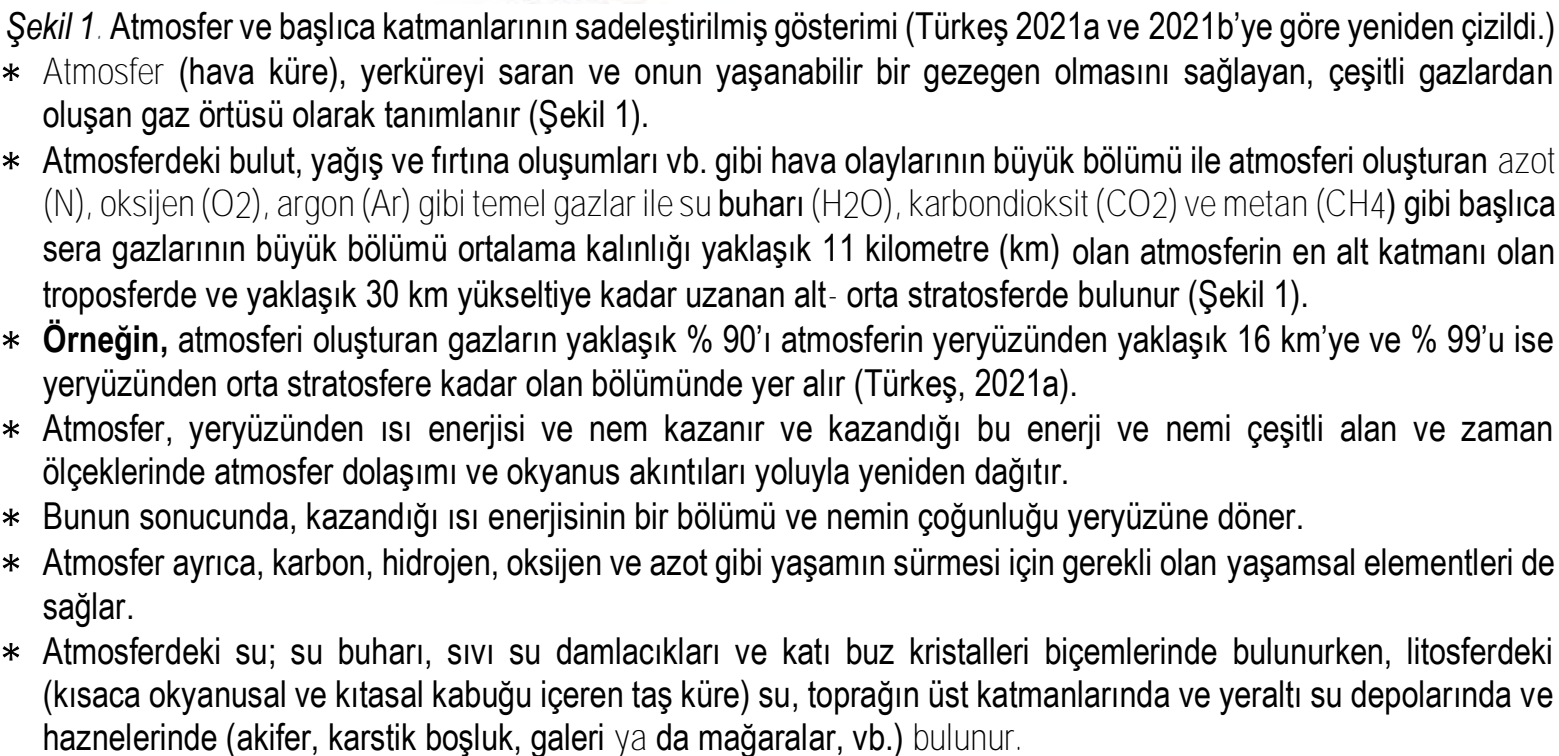 Şekil 1. Atmosfer ve başlıca katmanlarının sadeleştirilmiş gösterimi (Türkeş 2021a ve 2021b'ye göre yeniden çizildi.)
* Atmosfer (hava küre), yerküreyi saran ve onun yaşanabilir bir gezegen olmasını sağlayan, çeşitli gazlardan
oluşan gaz örtüsü olarak tanımlanır (Şekil 1).
* Atmosferdeki bulut, yağış ve fırtına oluşumları vb. gibi hava olaylarının büyük bölümü ile atmosferi oluşturan azot
(N), oksijen (O2), argon (Ar) gibi temel gazlar ile su buharı (H2O), karbondioksit (CO2) ve metan (CH4) gibi başlıca
sera gazlarının büyük bölümü ortalama kalınlığı yaklaşık 11 kilometre (km) olan atmosferin en alt katmanı olan
troposferde ve yaklaşık 30 km yükseltiye kadar uzanan alt- orta stratosferde bulunur (Şekil 1).
* Örneğin, atmosferi oluşturan gazların yaklaşık % 90'ı atmosferin yeryüzünden yaklaşık 16 km'ye ve % 99'u ise
yeryüzünden orta stratosfere kadar olan bölümünde yer alır (Türkeş, 2021a).
* Atmosfer, yeryüzünden ısı enerjisi ve nem kazanır ve kazandığı bu enerji ve nemi çeşitli alan ve zaman
ölçeklerinde atmosfer dolaşımı ve okyanus akıntıları yoluyla yeniden dağıtır.
* Bunun sonucunda, kazandığı ısı enerjisinin bir bölümü ve nemin çoğunluğu yeryüzüne döner.
* Atmosfer ayrıca, karbon, hidrojen, oksijen ve azot gibi yaşamın sürmesi için gerekli olan yaşamsal elementleri de
sağlar.
* Atmosferdeki su; su buharı, sıvı su damlacıkları ve katı buz kristalleri biçemlerinde bulunurken, litosferdeki
(kısaca okyanusal ve kıtasal kabuğu içeren taş küre) su, toprağın üst katmanlarında ve yeraltı su depolarında ve
haznelerinde (akifer, karstik boşluk, galeri ya da mağaralar, vb.) bulunur.